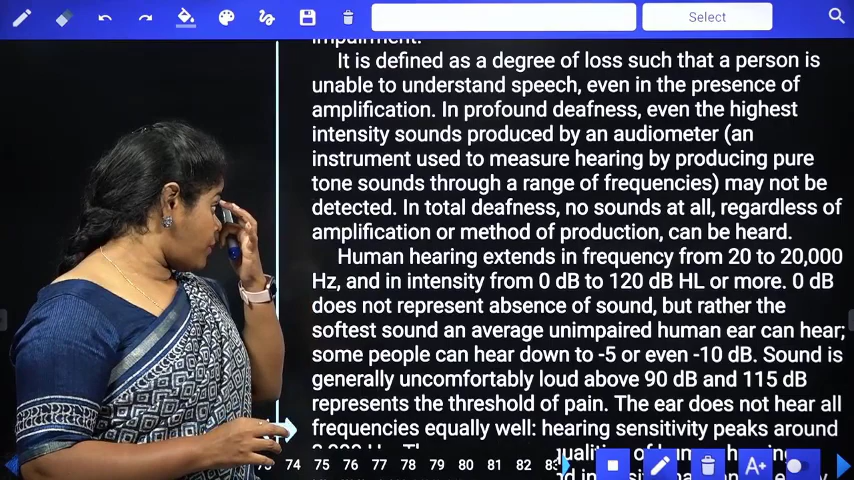 Select
impairment.
It is defined as a degree of loss such that a person is
unable to understand speech, even in the presence of
amplification. In profound deafness, even the highest
intensity sounds produced by an audiometer (an
instrument used to measure hearing by producing pure
tone sounds through a range of frequencies) may not be
detected. In total deafness, no sounds at all, regardless of
amplification or method of production, can be heard.
Human hearing extends in frequency from 20 to 20,000
Hz, and in intensity from 0 dB to 120 dB HL or more. 0 dB
does not represent absence of sound, but rather the
softest sound an average unimpaired human ear can hear;
some people can hear down to -5 or even -10 dB. Sound is
generally uncomfortably loud above 90 dB and 115 dB
represents the threshold of pain. The ear does not hear all
frequencies equally well: hearing sensitivity peaks around
of human
73 74 75 76 77 78 79 80 81 82 83
A+